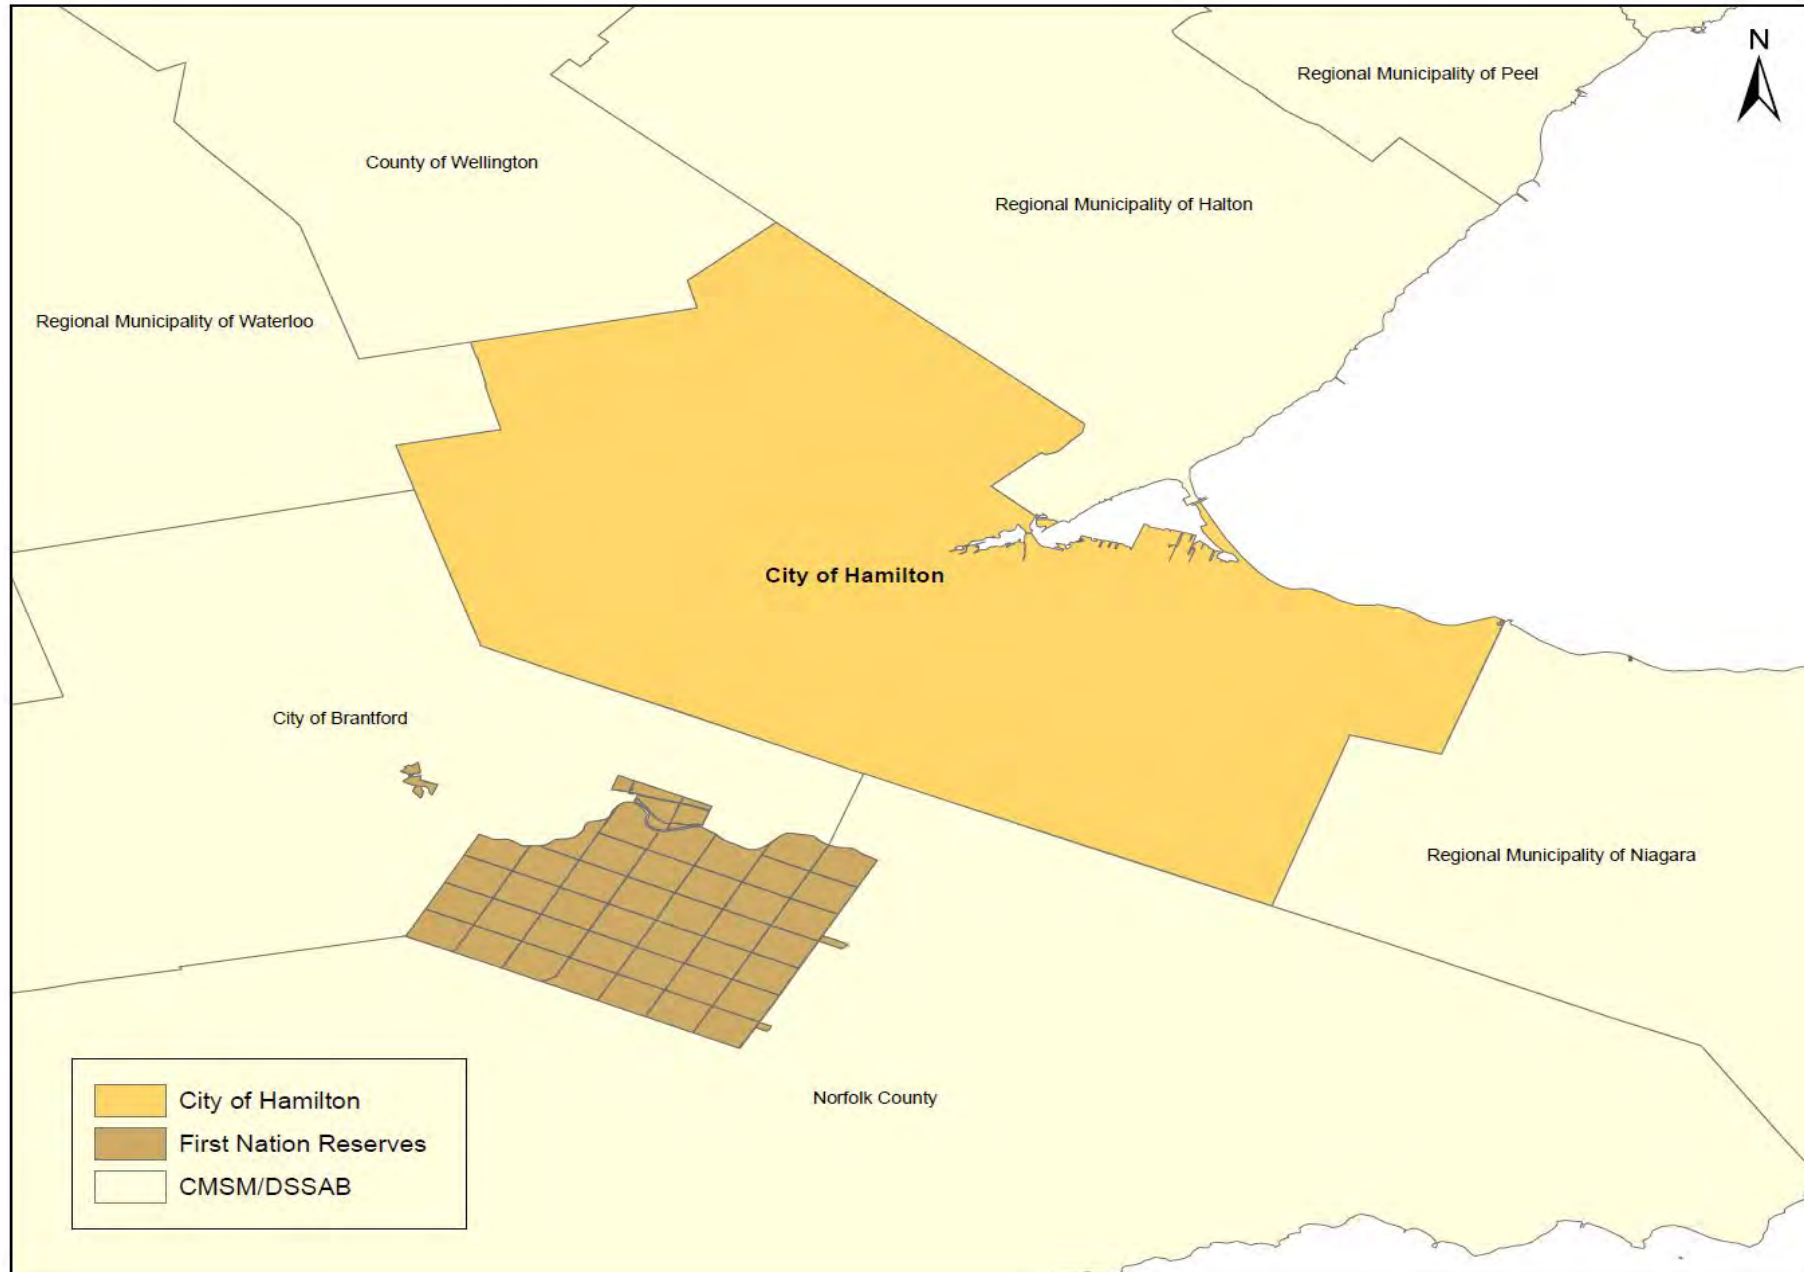 N
Regional Municipality of Peel
County of Wellington
Regional Municipality of Halton
Regional Municipality of Waterloo
City of Hamilton
City of Brantford
Regional Municipality of Niagara
Norfolk County
City of Hamilton
First Nation Reserves
CMSM/DSSAB